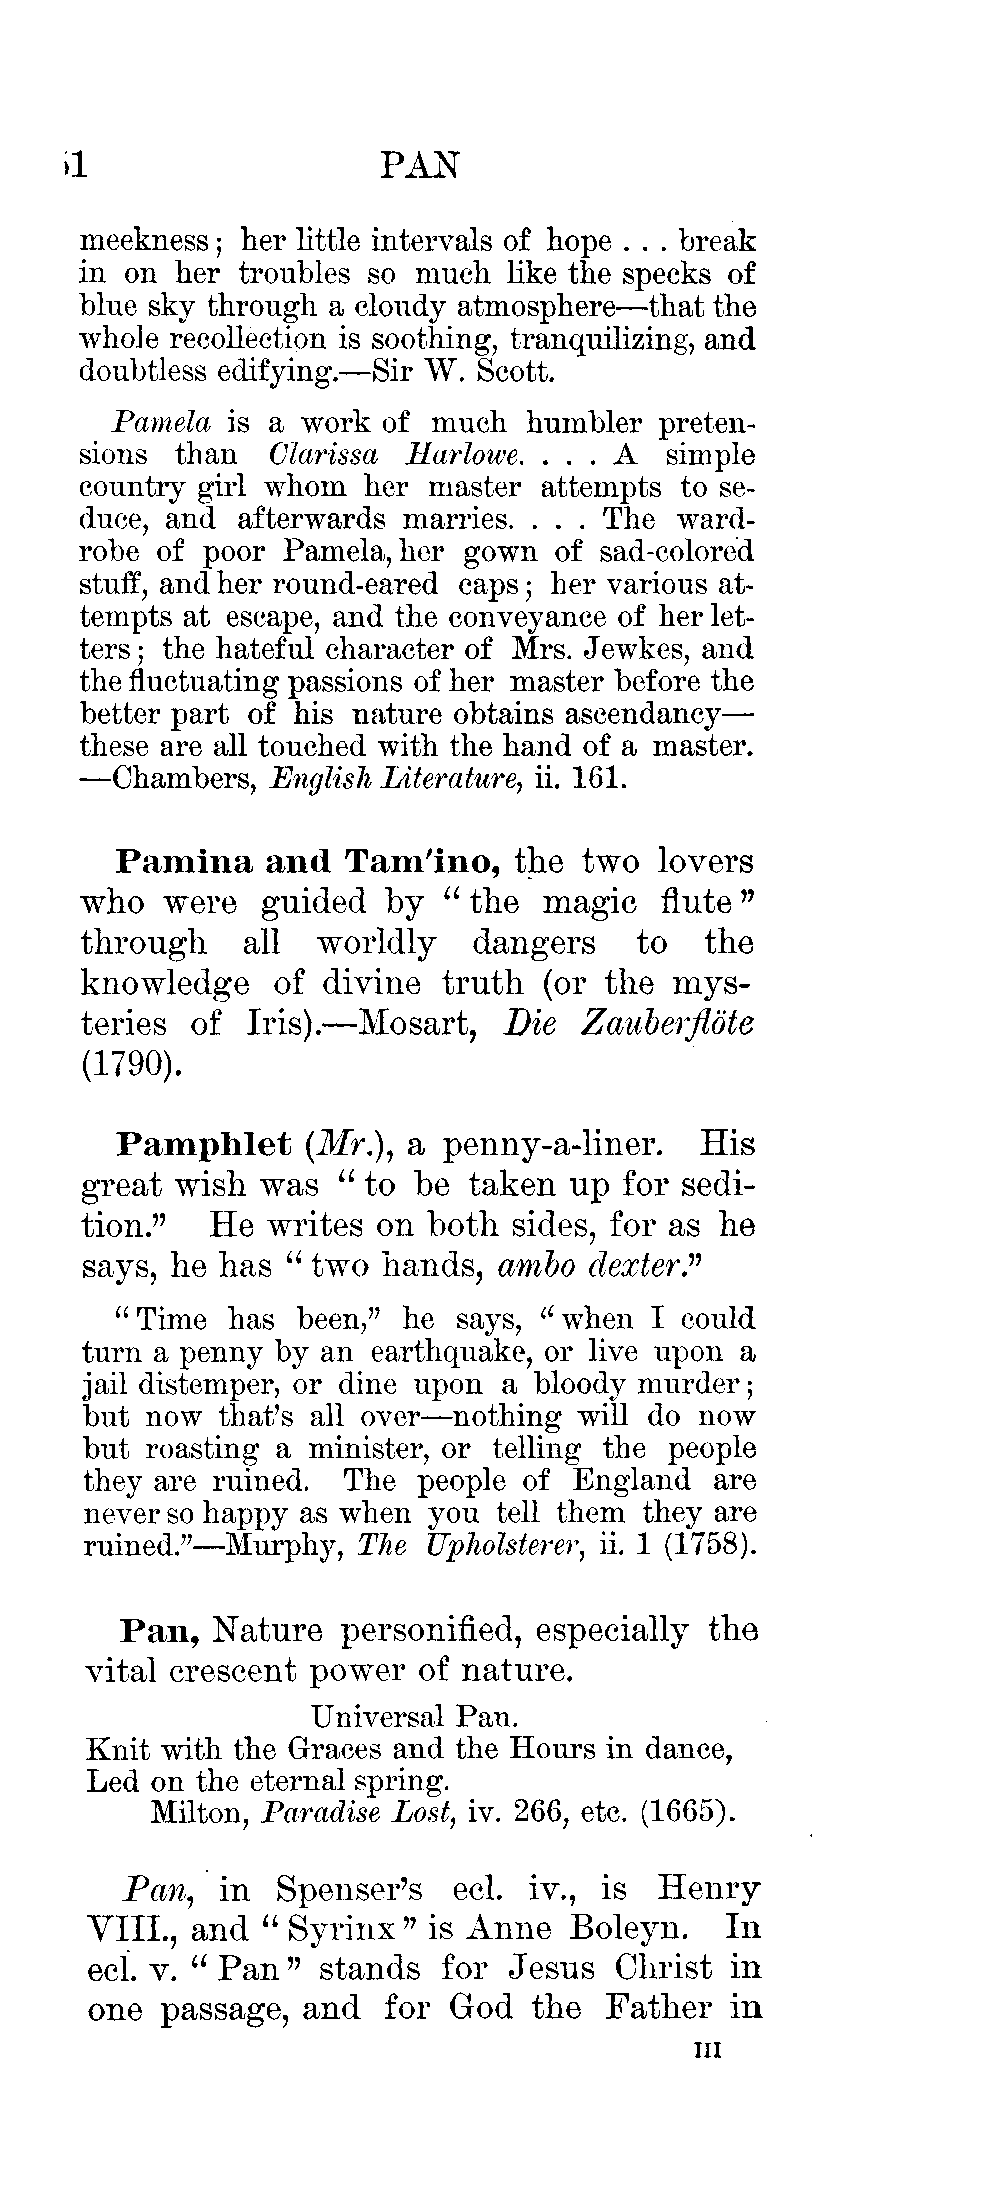 51 PAN
meekness; her little intervals of hope . . . break
in on her troubles so much like the specks of
blue sky through a cloudy atmosphere—that the
whole recollection is soothing, tranquilizing, and
doubtless edifying.—Sir W. Scott.
Pamela is a work of much humbler preten-
sions than Clarissa Harlowe. . . . A simple
country girl whom her master attempts to se-
duce, and afterwards marries. . . . The ward-
robe of poor Pamela, her gown of sad-colored
stuff, and her round-eared caps; her various at-
tempts at escape, and the conveyance of her let-
ters; the hateful character of Mrs. Jewkes, and
the fluctuating passions of her master before the
better part of his nature obtains ascendancy—
these are all touched with the hand of a master.
—Chambers, English Literature, ii. 161.
Pamina and Tam'ino, the two lovers
who were guided by “the magic flute”
through all worldly dangers to the
knowledge of divine truth (or the mys-
teries of Iris).—Mosart, Die Zauberflöte
(1790).
Pamphlet (Mr.), a penny-a-liner. His
great wish was “to be taken up for sedi-
tion.” He writes on both sides, for as he
says, he has “two hands, ambo dexter.”
“Time has been,” he says, “when I could
turn a penny by an earthquake, or live upon a
jail distemper, or dine upon a bloody murder;
but now that's all over—nothing will do now
but roasting a minister, or telling the people
they are ruined. The people of England are
never so happy as when you tell them they are
ruined.”—Murphy, The Upholsterer, ii. 1 (1758).
Pan, Nature personified, especially the
vital crescent power of nature.
Universal Pan.
Knit with the Graces and the Hours in dance,
Led on the eternal spring.
Milton, Paradise Lost, iv. 266, etc. (1665).
Pan, in Spenser's ecl. iv., is Henry
VIII., and “Syrinx” is Anne Boleyn. In
ecl. v. “Pan” stands for Jesus Christ in
one passage, and for God the Father in
III